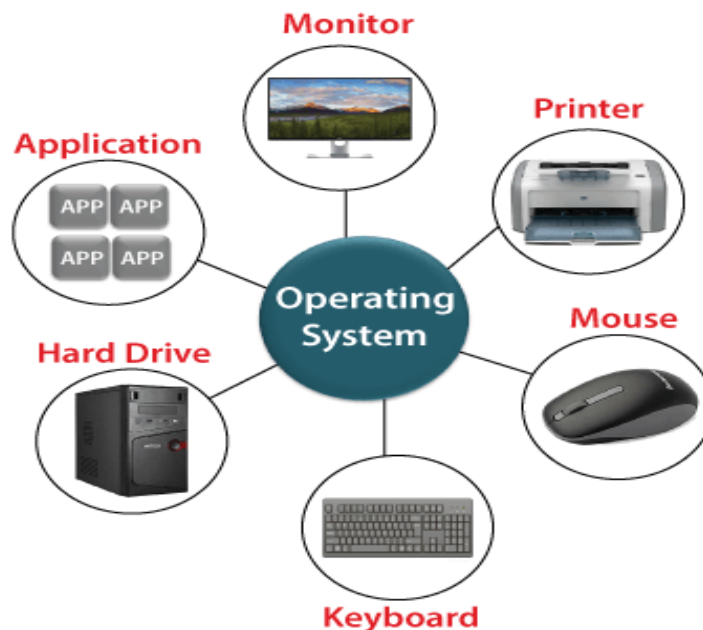 Monitor
Printer
Application
APP APP
APP APP
Operating
System
Mouse
Hard Drive
Keyboard